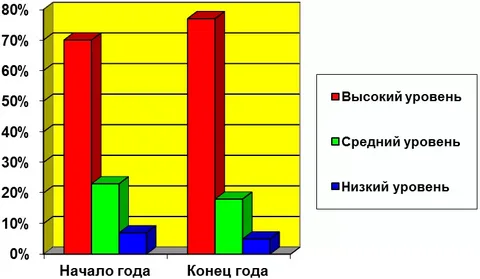 80%
70%
60%
50%
40%
30%
20%
10%
0%
Начало года
Конец года
Высокий уровень
Средний уровень
Низкий уровень